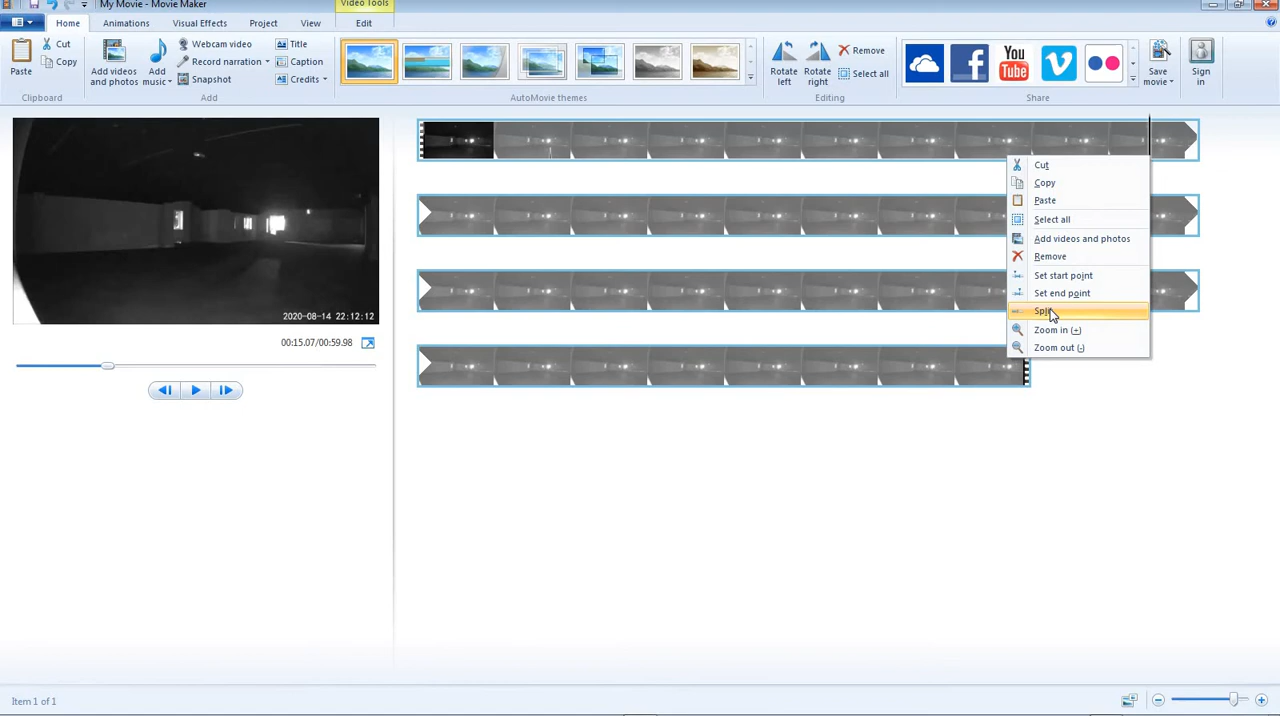 My Movie - Movie Maker
Video Tools
Home
Animations
Visual Effects
Project
View
Edit
Paste
Cut
Copy
Clipboard
Add videos
and photos
Add
music
Webcam video
Record narration
Snapshot
Title
Caption
Credits
Add
AutoMovie themes
Rotate
left
Rotate
right
Remove
Select all
Editing
You
Tube
Share
Save
movie
Sign
in
2020-08-14 22:12:12
00:15.07/00:59.98
Cut
Copy
Paste
Select all
Add videos and photos
Remove
Set start point
Set end point
Split
Zoom in (+)
Zoom out (-)
Item 1 of 1